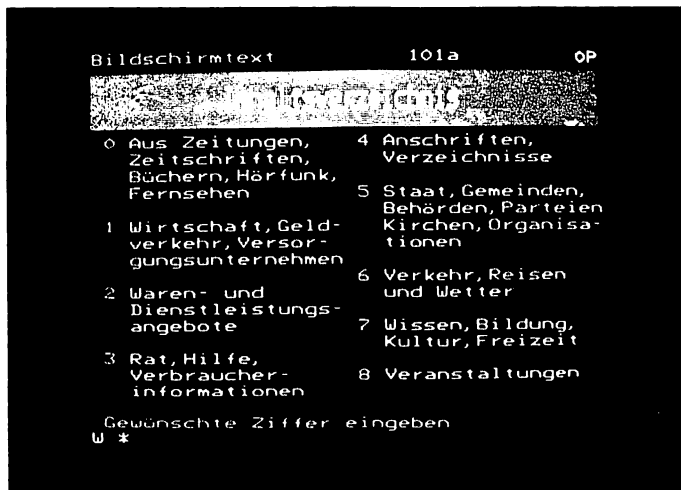 Bildschirmtext 101a OP
0 Aus Zeitungen,
Zeitschriften,
Büchern, Hörfunk,
Fernsehen
1 Wirtschaft, Geld-
verkehr, Versor-
gungsunternehmen
2 Waren- und
Dienstleistungs-
angebote
3 Rat, Hilfe,
Verbraucher-
informationen
4 Anschriften,
Verzeichnisse
5 Staat, Gemeinden,
Behörden, Parteien
Kirchen, Organisa-
tionen
6 Verkehr, Reisen
und Wetter
7 Wissen, Bildung,
Kultur, Freizeit
8 Veranstaltungen
Gewünschte Ziffer eingeben
W *